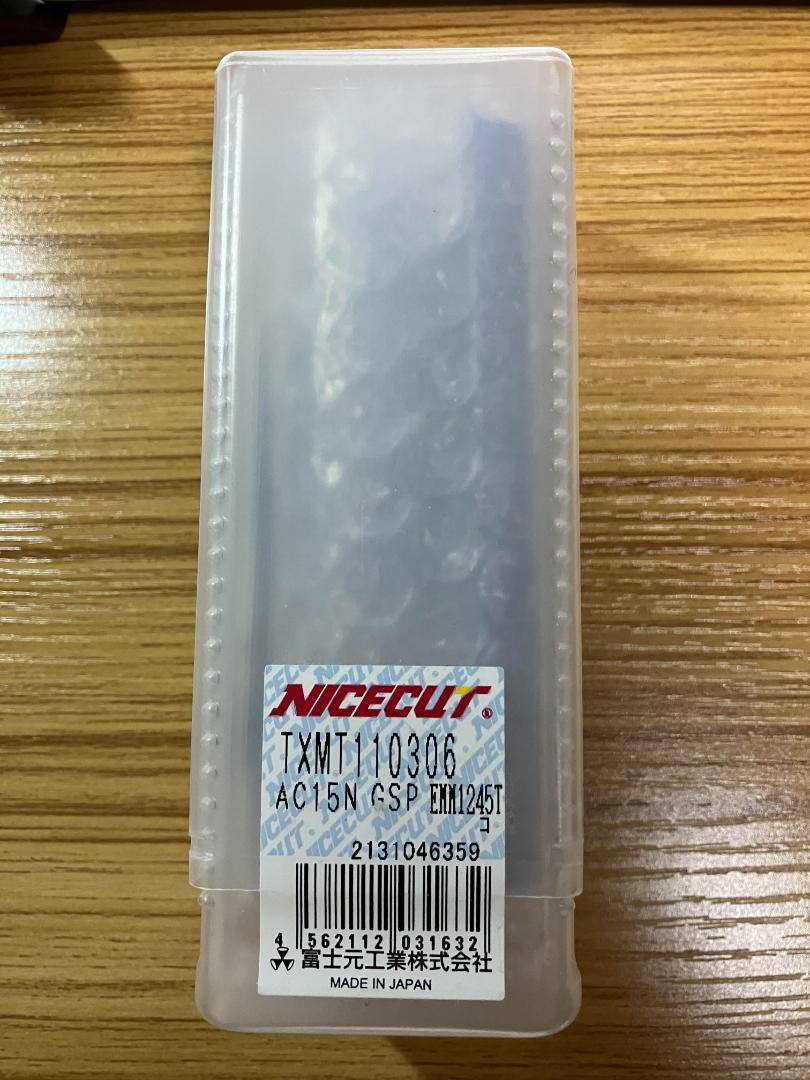 NICECUT®
TXMT110306
AC15N GSP EMM1245T
コ
2131046359
4 562112 031632
富士元工業株式会社
MADE IN JAPAN